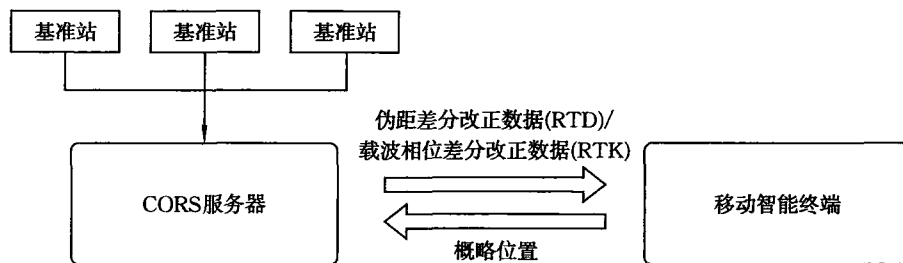 基准站
基准站
基准站
伪距差分改正数据(RTD)/
载波相位差分改正数据(RTK)
CORS服务器
移动智能终端
概略位置